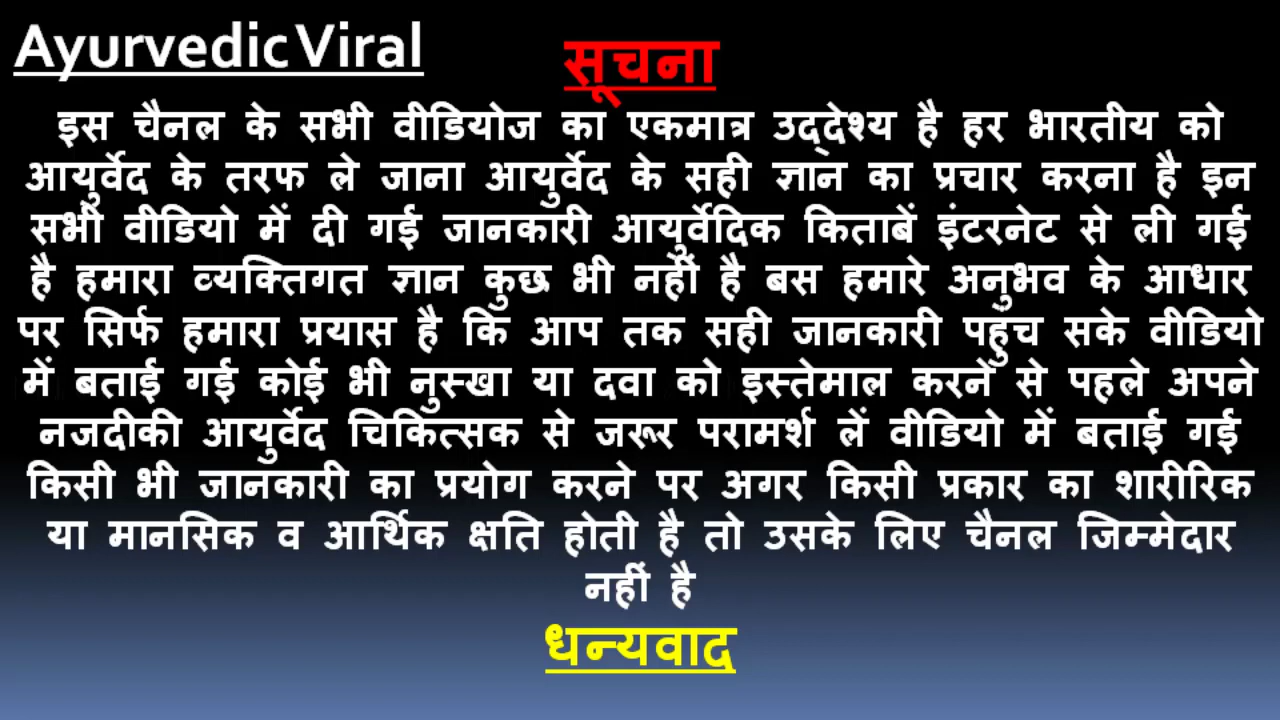 Ayurvedic Viral
सूचना
इस चैनल के सभी वीडियोज का एकमात्र उद्देश्य है हर भारतीय को
आयुर्वेद के तरफ ले जाना आयुर्वेद के सही ज्ञान का प्रचार करना है इन
सभी वीडियो में दी गई जानकारी आयुर्वेदिक किताबें इंटरनेट से ली गई
है हमारा व्यक्तिगत ज्ञान कुछ भी नहीं है बस हमारे अनुभव के आधार
पर सिर्फ हमारा प्रयास है कि आप तक सही जानकारी पहुंच सके वीडियो
में बताई गई कोई भी नुस्खा या दवा को इस्तेमाल करने से पहले अपने
नजदीकी आयुर्वेद चिकित्सक से जरूर परामर्श लें वीडियो में बताई गई
किसी भी जानकारी का प्रयोग करने पर अगर किसी प्रकार का शारीरिक
या मानसिक व आर्थिक क्षति होती है तो उसके लिए चैनल जिम्मेदार
नहीं है
धन्यवाद